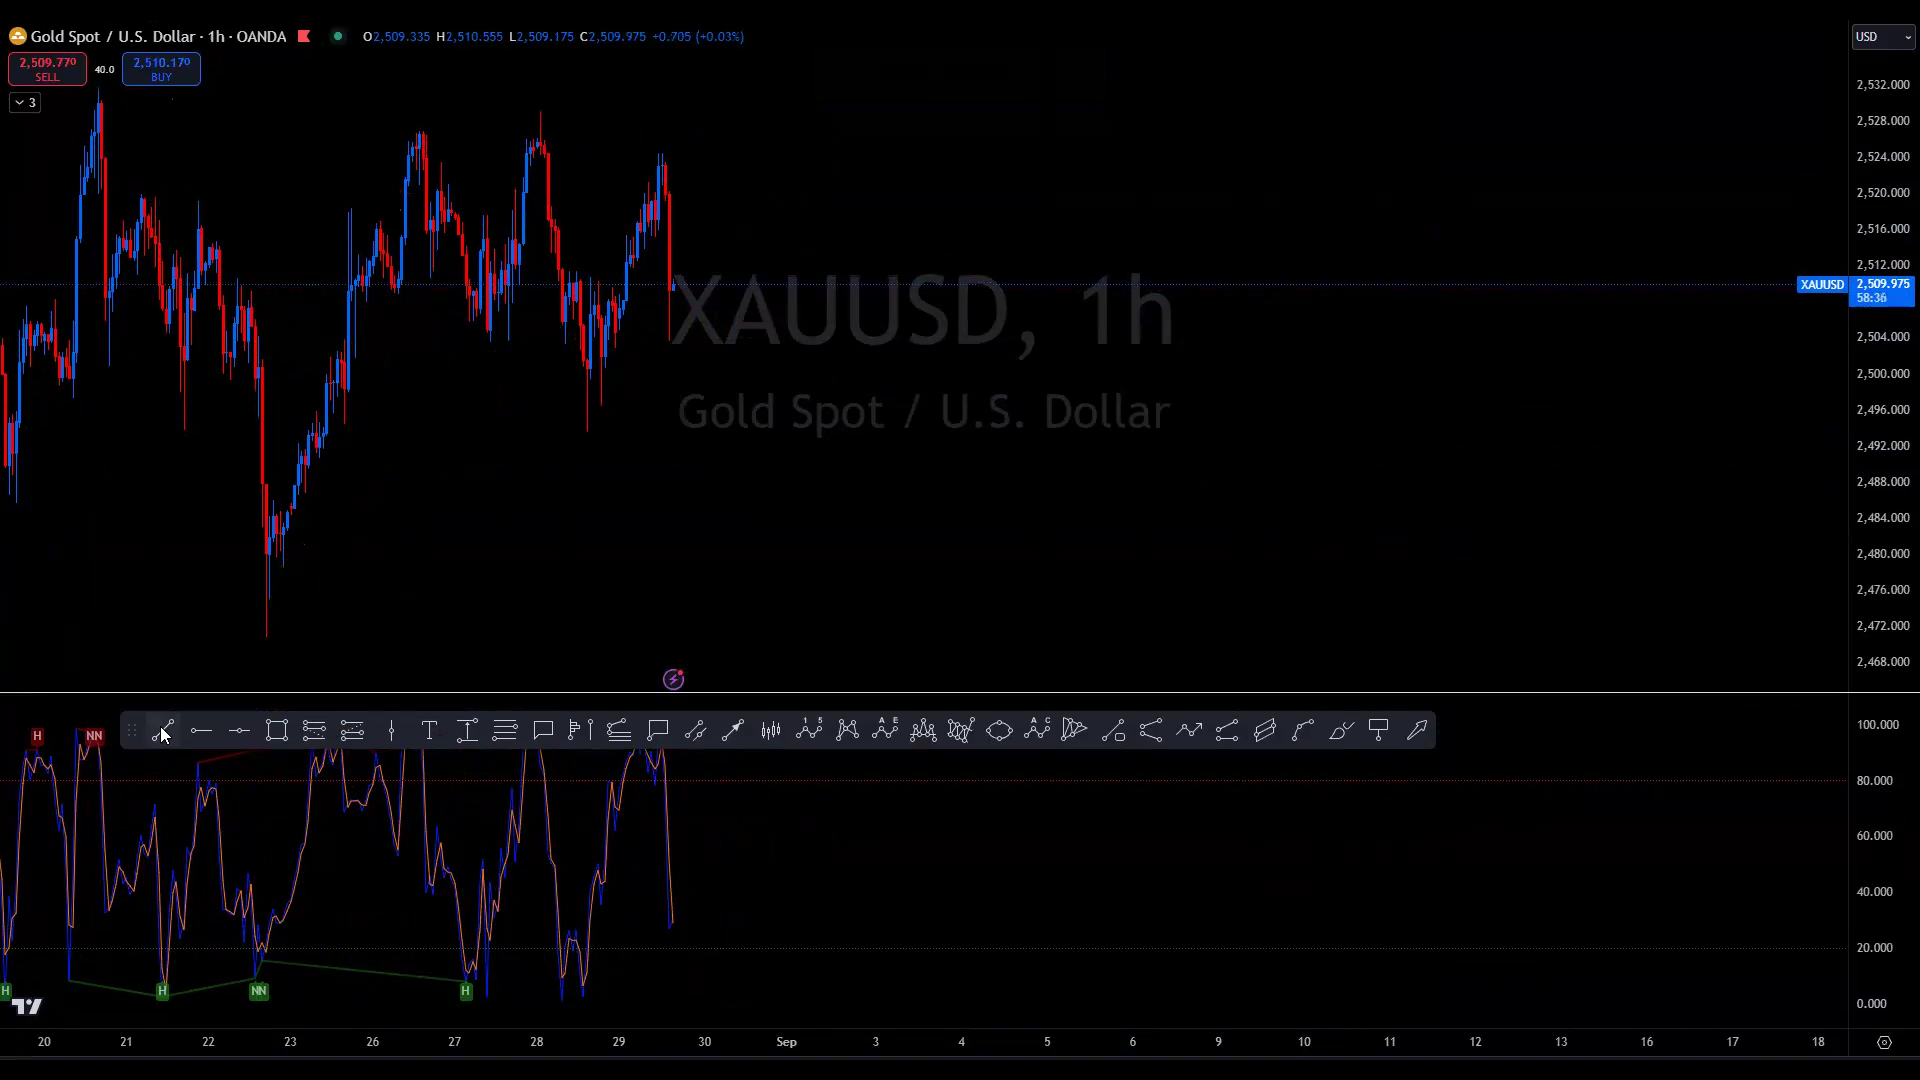 Gold Spot / U.S. Dollar · 1h · OANDA O2,509.335 H2,510.555 L2,509.175 C2,509.975 +0.705 (+0.03%)
USD
2,509.770
SELL
40.0
2,510.170
BUY
3
2,532.000
2,528.000
2,524.000
2,520.000
2,516.000
2,512.000
XAUUSD 2,509.975
58:36
2,504.000
2,500.000
2,496.000
2,492.000
2,488.000
2,484.000
2,480.000
2,476.000
2,472.000
2,468.000
XAUUSD, 1h
Gold Spot / U.S. Dollar
H
NN
T
1 5
A E
A C
100.000
80.000
60.000
40.000
20.000
0.000
H
H
NN
H
20 21 22 23 26 27 28 29 30 Sep 3 4 5 6 9 10 11 12 13 16 17 18